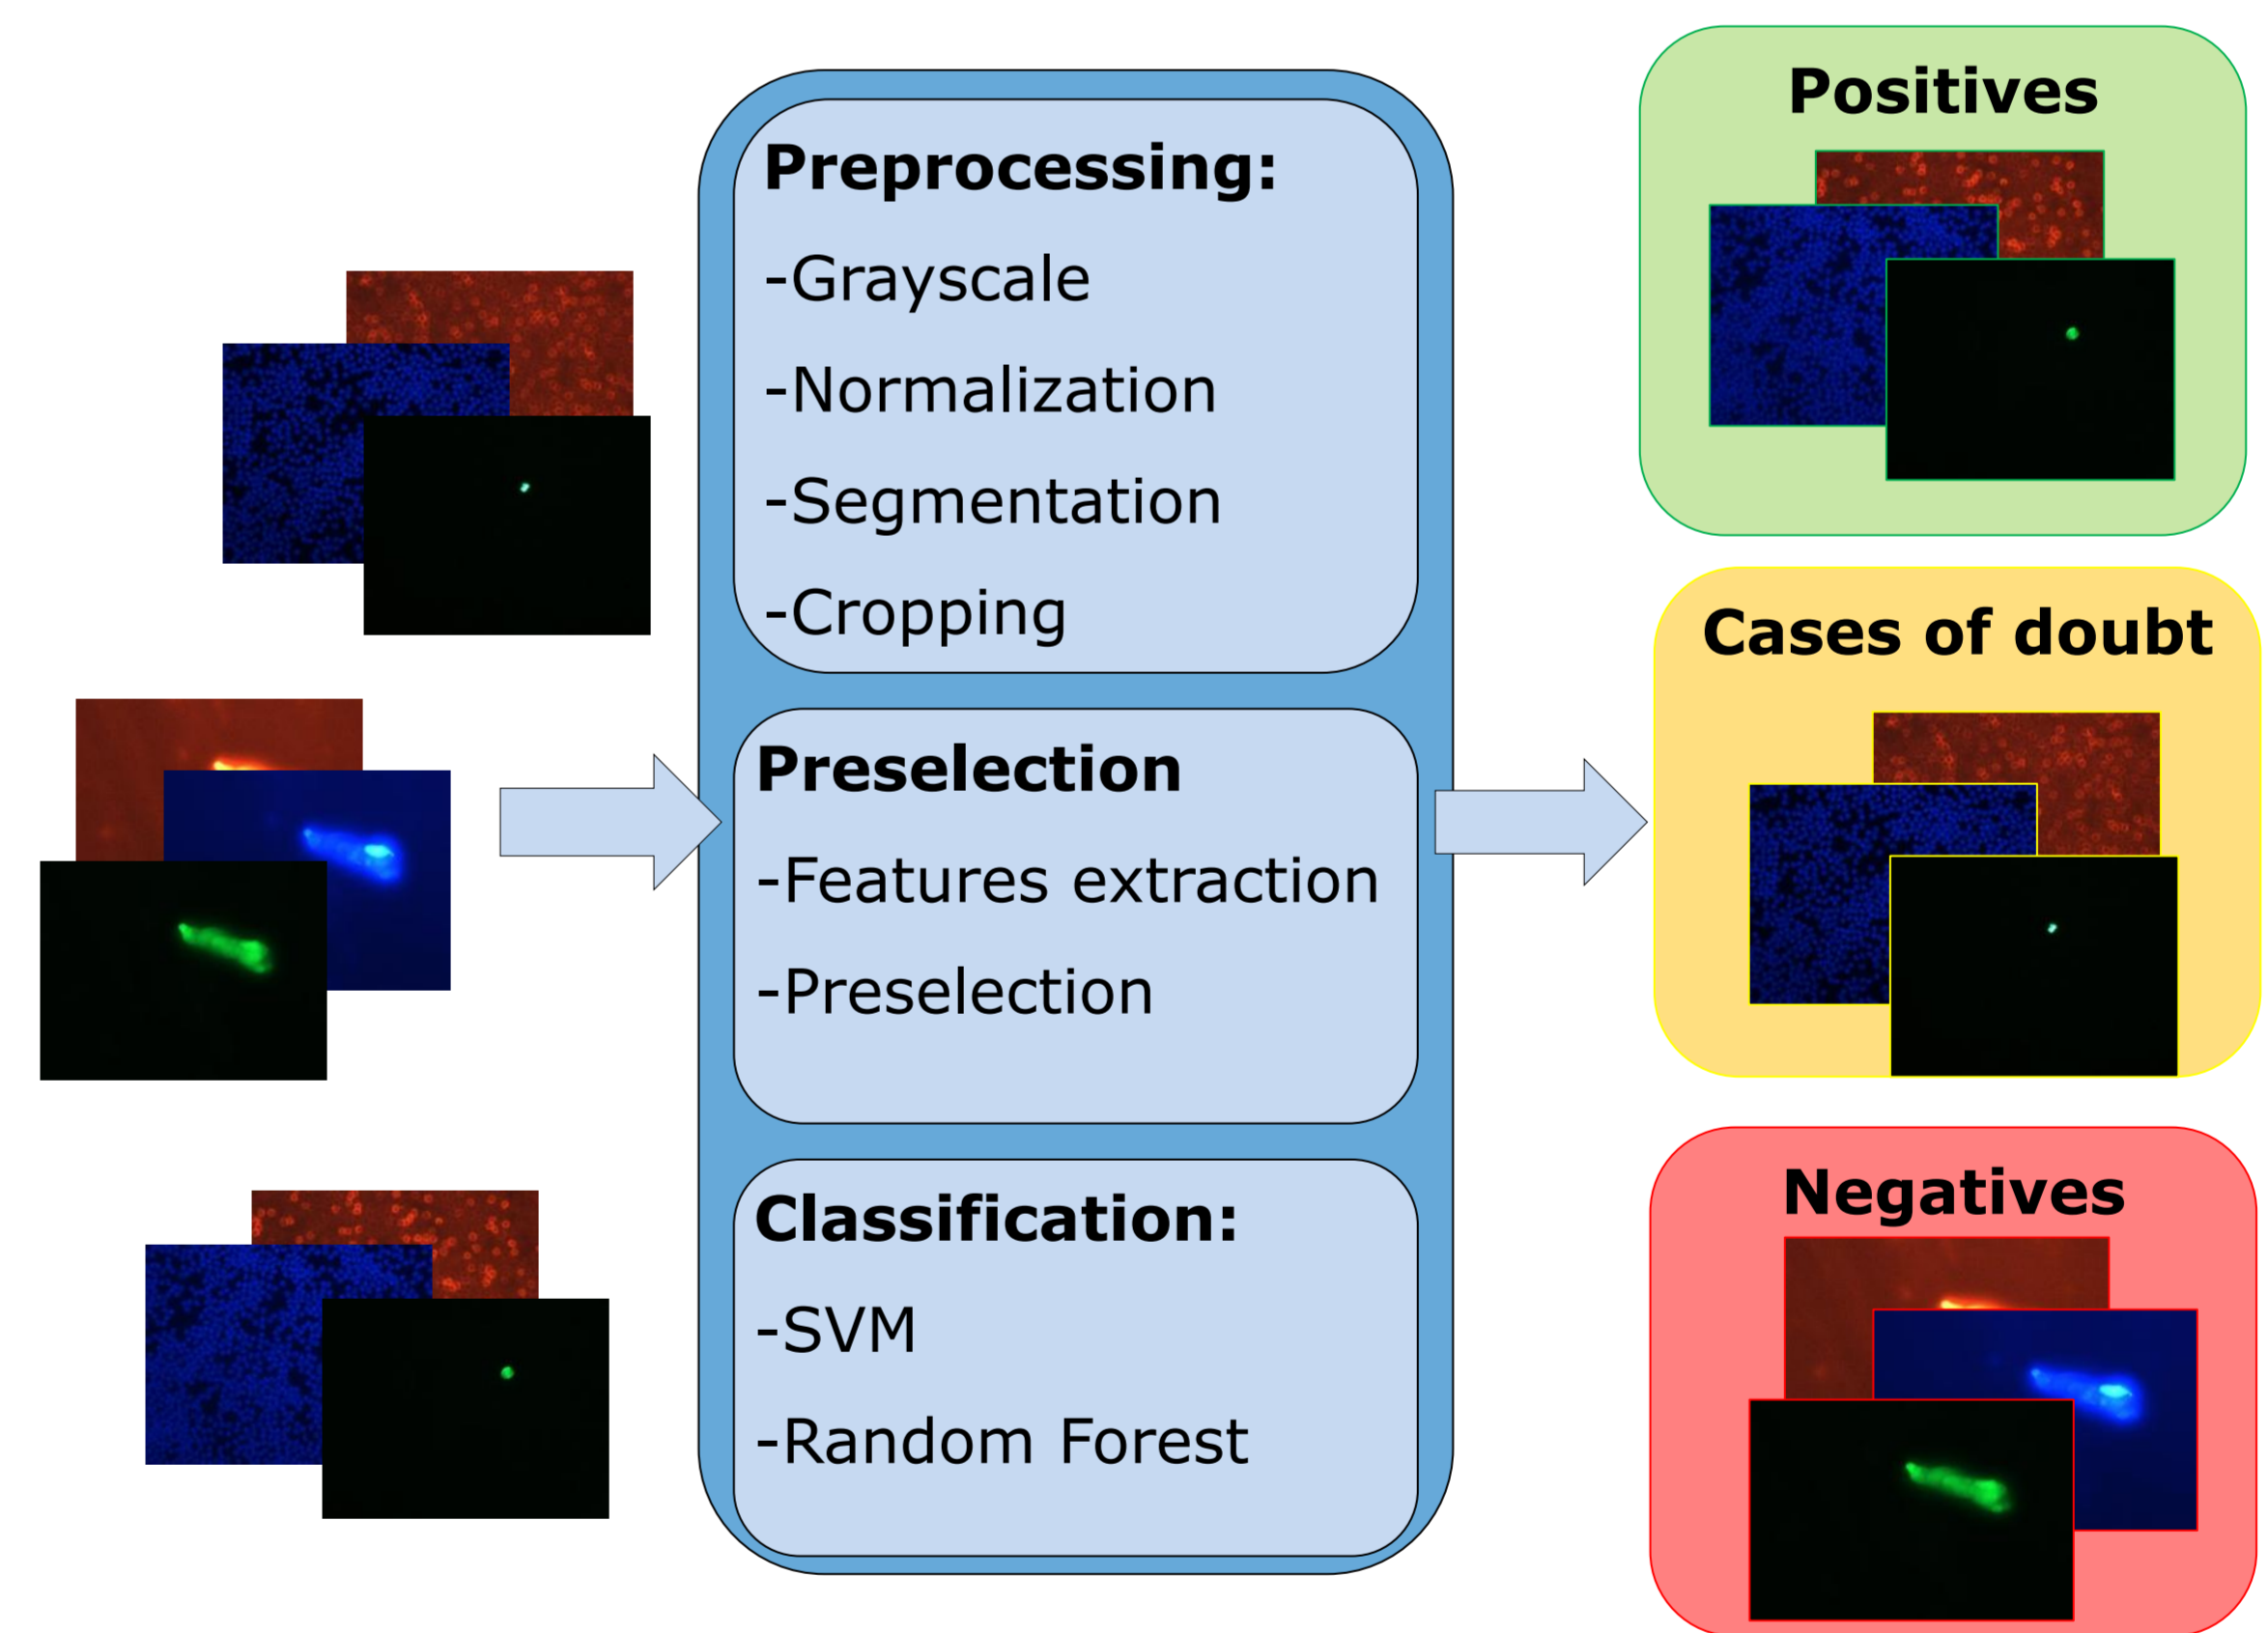 Preprocessing:
-Grayscale
-Normalization
-Segmentation
-Cropping
Preselection
-Features extraction
-Preselection
Classification:
-SVM
-Random Forest
Positives
Cases of doubt
Negatives